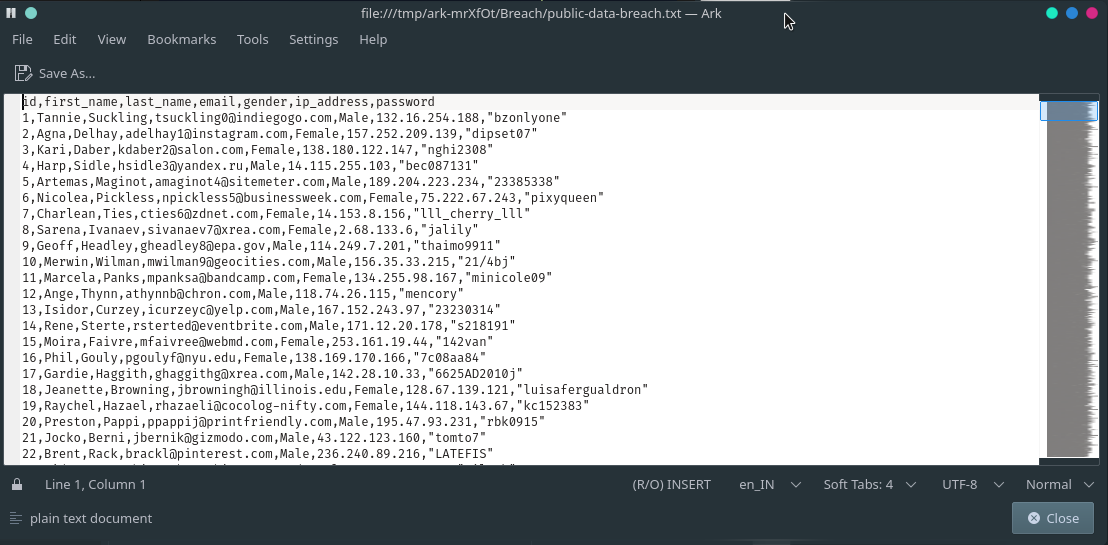 file:///tmp/ark-mrXfOt/Breach/public-data-breach.txt — Ark
File Edit View Bookmarks Tools Settings Help
Save As...
id,first_name,last_name,email,gender,ip_address,password
1,Tannie,Suckling,tsuckling0@indiegogo.com,Male,132.16.254.188,"bzonlyone"
2,Agna,Delhay,adelhay1@instagram.com,Female,157.252.209.139,"dipset07"
3,Kari,Daber,kdaber2@salon.com,Female,138.180.122.147,"nghi2308"
4,Harp,Sidle,hsidle3@yandex.ru,Male,14.115.255.103,"bec087131"
5,Artemas,Maginot,amaginot4@sitemeter.com,Male,189.204.223.234,"23385338"
6,Nicolea,Pickless,npickless5@businessweek.com,Female,75.222.67.243,"pixyqueen"
7,Charlean,Ties,cties6@zdnet.com,Female,14.153.8.156,"lll_cherry_lll"
8,Sarena,Ivanaev,sivanaev7@xrea.com,Female,2.68.133.6,"jalily"
9,Geoff,Headley,gheadley8@epa.gov,Male,114.249.7.201,"thaimo9911"
10,Merwin,Wilman,mwilman9@geocities.com,Male,156.35.33.215,"21/4bj"
11,Marcela,Panks,mpanksa@bandcamp.com,Female,134.255.98.167,"minicole09"
12,Ange,Thynn,athynnb@chron.com,Male,118.74.26.115,"mencory"
13,Isidor,Curzey,icurzeyc@yelp.com,Male,167.152.243.97,"23230314"
14,Rene,Sterte,rsterted@eventbrite.com,Male,171.12.20.178,"s218191"
15,Moira,Faivre,mfaivree@webmd.com,Female,253.161.19.44,"142van"
16,Phil,Gouly,pgoulyf@nyu.edu,Female,138.169.170.166,"7c08aa84"
17,Gardie,Haggith,ghaggithg@xrea.com,Male,142.28.10.33,"6625AD2010j"
18,Jeanette,Browning,jbrowningh@illinois.edu,Female,128.67.139.121,"luisafergualdron"
19,Raychel,Hazael,rhazaeli@cocolog-nifty.com,Female,144.118.143.67,"kc152383"
20,Preston,Pappi,ppappij@printfriendly.com,Male,195.47.93.231,"rbk0915"
21,Jocko,Berni,jbernik@gizmodo.com,Male,43.122.123.160,"tomto7"
22,Brent,Rack,brackl@pinterest.com,Male,236.240.89.216,"LATEFIS"
Line 1, Column 1 (R/O) INSERT en_IN Soft Tabs: 4 UTF-8 Normal
plain text document Close